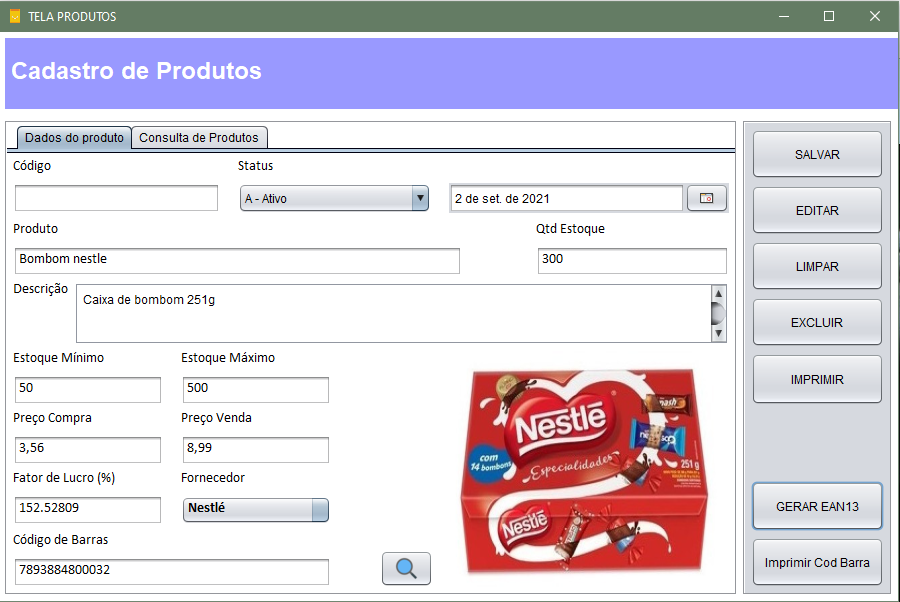 TELA PRODUTOS
Cadastro de Produtos
Dados do produto
Consulta de Produtos
Código
Status
A - Ativo
2 de set. de 2021
Produto
Qtd Estoque
Bombom nestle
300
Descrição
Caixa de bombom 251g
Estoque Mínimo
Estoque Máximo
50
500
Preço Compra
Preço Venda
3,56
8,99
Fator de Lucro (%)
Fornecedor
152.52809
Nestlé
Código de Barras
7893884800032
Nestlé
com
14 bombons
Especialidades
251 g
Nestlé
SALVAR
EDITAR
LIMPAR
EXCLUIR
IMPRIMIR
GERAR EAN13
Imprimir Cod Barra